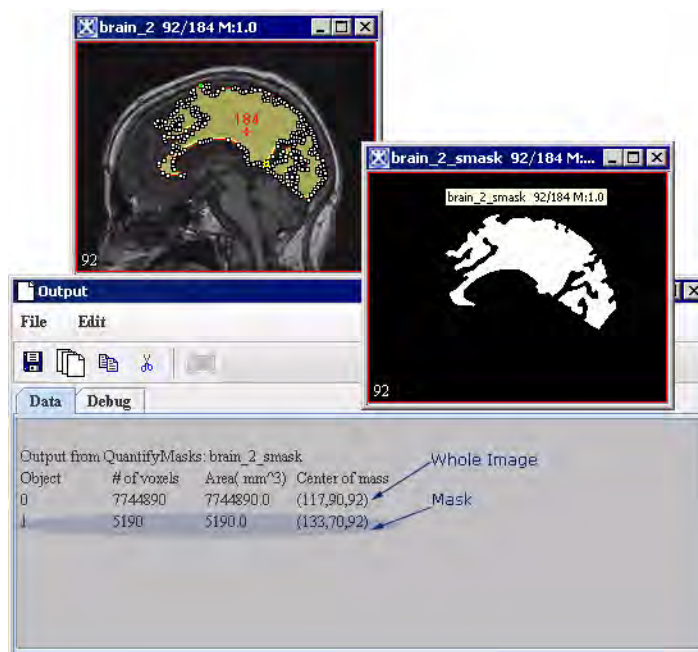 brain_2 92/184 M:1.0
184
92
brain_2_smask 92/184 M:...
brain_2_smask 92/184 M:1.0
92
Output
File Edit
Data Debug
Output from QuantifyMasks: brain_2_smask
Object # of voxels Area( mm^3) Center of mass
0 7744890 7744890.0 (117,90,92)
1 5190 5190.0 (133,70,92)
Whole Image
Mask